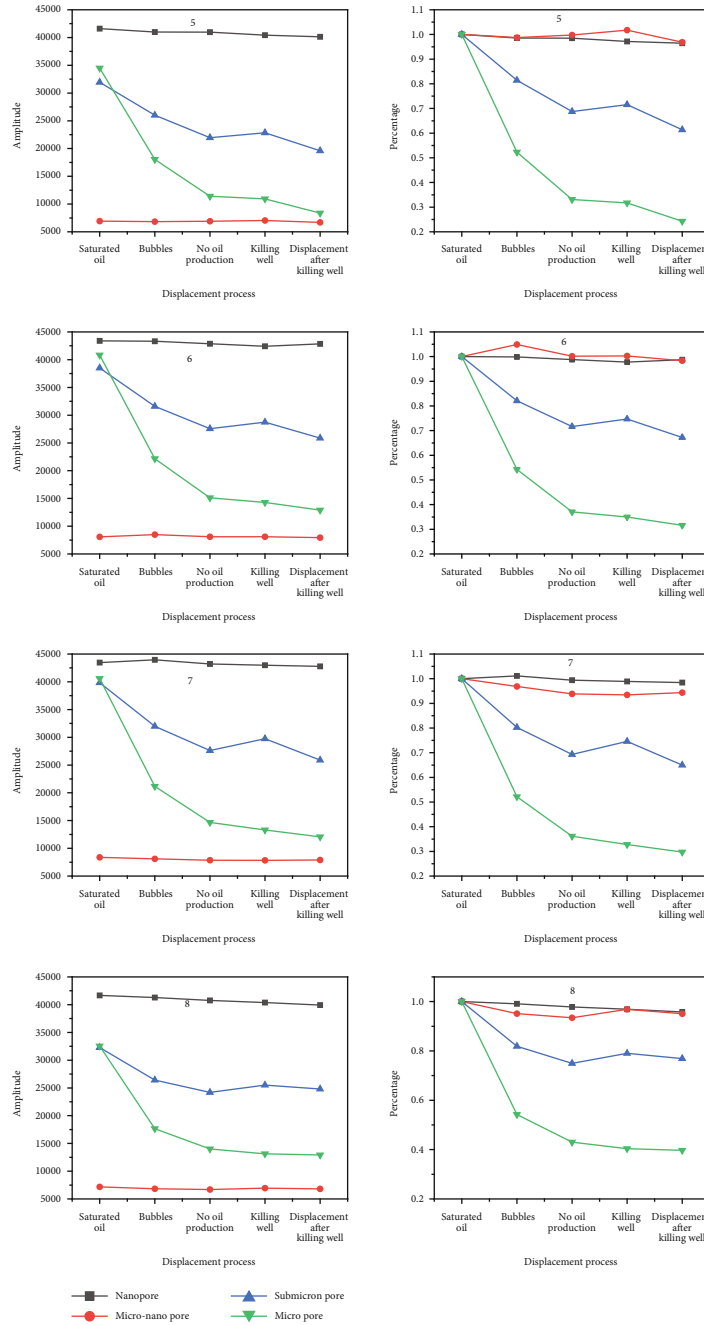 45000
40000
35000
30000
25000
20000
15000
10000
5000
Amplitude
5
Saturated oil
Bubbles
No oil production
Killing well
Displacement after killing well
Displacement process
1.1
1.0
0.9
0.8
0.7
0.6
0.5
0.4
0.3
0.2
Percentage
5
Saturated oil
Bubbles
No oil production
Killing well
Displacement after killing well
Displacement process
45000
40000
35000
30000
25000
20000
15000
10000
5000
Amplitude
6
Saturated oil
Bubbles
No oil production
Killing well
Displacement after killing well
Displacement process
1.1
1.0
0.9
0.8
0.7
0.6
0.5
0.4
0.3
0.2
Percentage
6
Saturated oil
Bubbles
No oil production
Killing well
Displacement after killing well
Displacement process
45000
40000
35000
30000
25000
20000
15000
10000
5000
Amplitude
7
Saturated oil
Bubbles
No oil production
Killing well
Displacement after killing well
Displacement process
1.1
1.0
0.9
0.8
0.7
0.6
0.5
0.4
0.3
0.2
Percentage
7
Saturated oil
Bubbles
No oil production
Killing well
Displacement after killing well
Displacement process
45000
40000
35000
30000
25000
20000
15000
10000
5000
Amplitude
8
Saturated oil
Bubbles
No oil production
Killing well
Displacement after killing well
Displacement process
1.0
0.8
0.6
0.4
0.2
Percentage
8
Saturated oil
Bubbles
No oil production
Killing well
Displacement after killing well
Displacement process
Nanopore
Submicron pore
Micro-nano pore
Micro pore